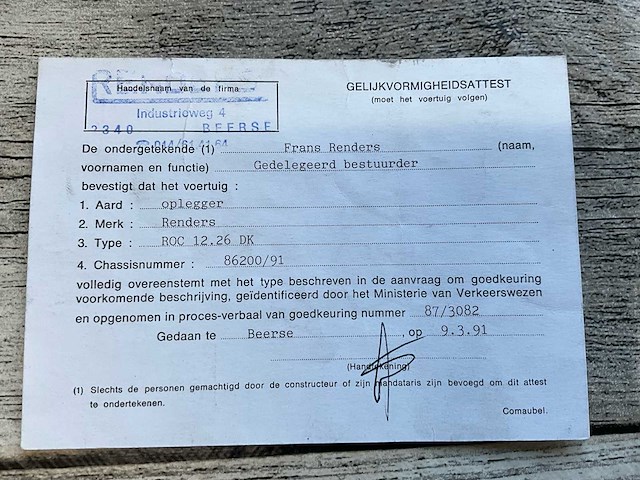 RENDERS
Handelsnaam van de firma
Industrieweg 4
2340 BEERSE
GELIJKVORMIGHEIDSATTEST
(moet het voertuig volgen)
De ondergetekende (1) Frans Renders (naam,
voornamen en functie) Gedelegeerd bestuurder
bevestigt dat het voertuig :
1. Aard : oplegger
2. Merk : Renders
3. Type : ROC 12.26 DK
4. Chassisnummer : 86200/91
volledig overeenstemt met het type beschreven in de aanvraag om goedkeuring
voorkomende beschrijving, geïdentificeerd door het Ministerie van Verkeerswezen
en opgenomen in proces-verbaal van goedkeuring nummer 87/3082
Gedaan te Beerse , op 9.3.91
(Handtekening)
(1) Slechts de personen gemachtigd door de constructeur of zijn mandataris zijn bevoegd om dit attest
te ondertekenen.
Comaubel.